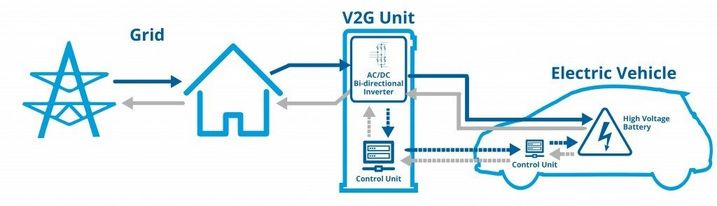 V2G Unit
Grid
AC/DC
Bi-directional
Inverter
Control Unit
Electric Vehicle
High Voltage
Battery
Control Unit